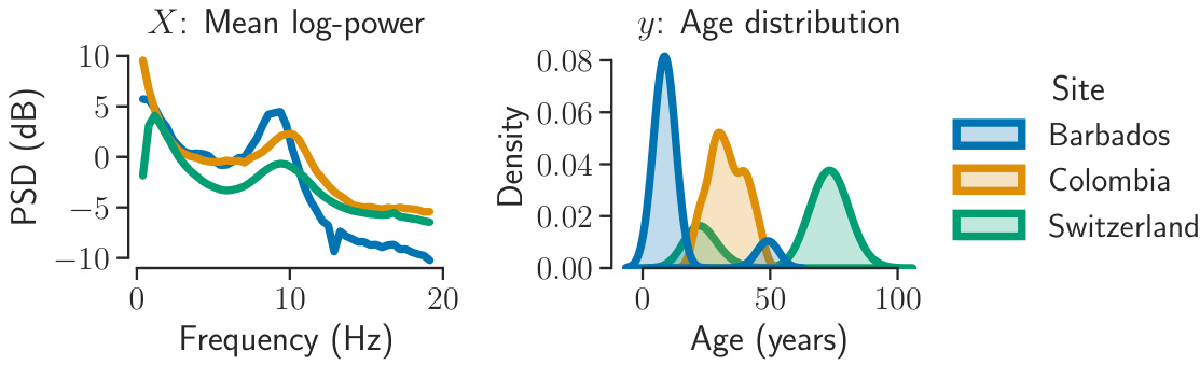 X: Mean log-power
10
5
0
−5
−10
PSD (dB)
0
10
20
Frequency (Hz)
y: Age distribution
0.08
0.06
0.04
0.02
0.00
Density
0
50
100
Age (years)
Site
Barbados
Colombia
Switzerland